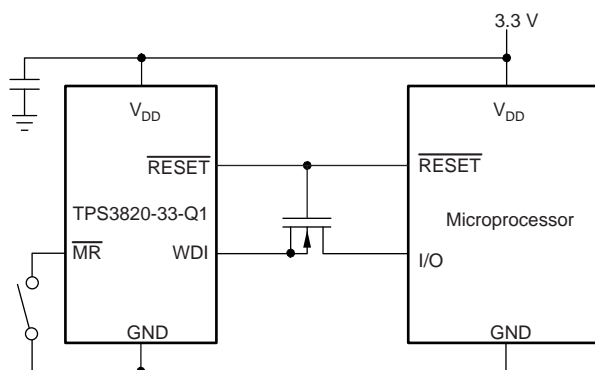 3.3 V
VDD
VDD
RESET
RESET
TPS3820-33-Q1
Microprocessor
MR
WDI
I/O
GND
GND